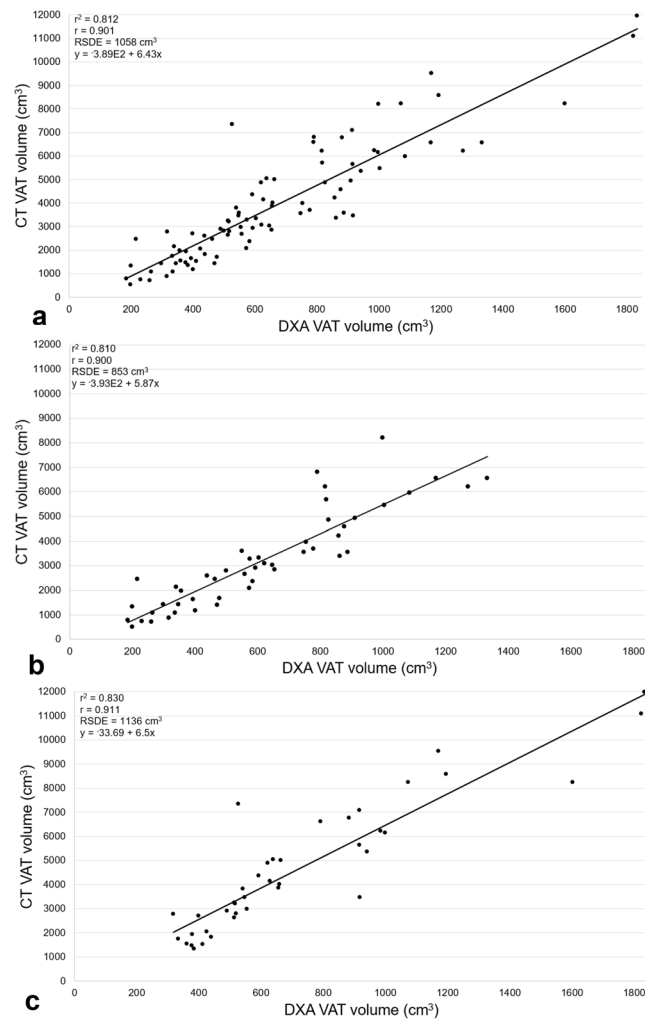 12000
11000
10000
9000
8000
7000
6000
5000
4000
3000
2000
1000
0
CT VAT volume (cm³)
r² = 0.812
r = 0.901
RSDE = 1058 cm³
y = -3.89E2 + 6.43x
0 200 400 600 800 1000 1200 1400 1600 1800
DXA VAT volume (cm³)
a
12000
11000
10000
9000
8000
7000
6000
5000
4000
3000
2000
1000
0
CT VAT volume (cm³)
r² = 0.810
r = 0.900
RSDE = 853 cm³
y = -3.93E2 + 5.87x
0 200 400 600 800 1000 1200 1400 1600 1800
DXA VAT volume (cm³)
b
12000
11000
10000
9000
8000
7000
6000
5000
4000
3000
2000
1000
0
CT VAT volume (cm³)
r² = 0.830
r = 0.911
RSDE = 1136 cm³
y = -33.69 + 6.5x
0 200 400 600 800 1000 1200 1400 1600 1800
DXA VAT volume (cm³)
c